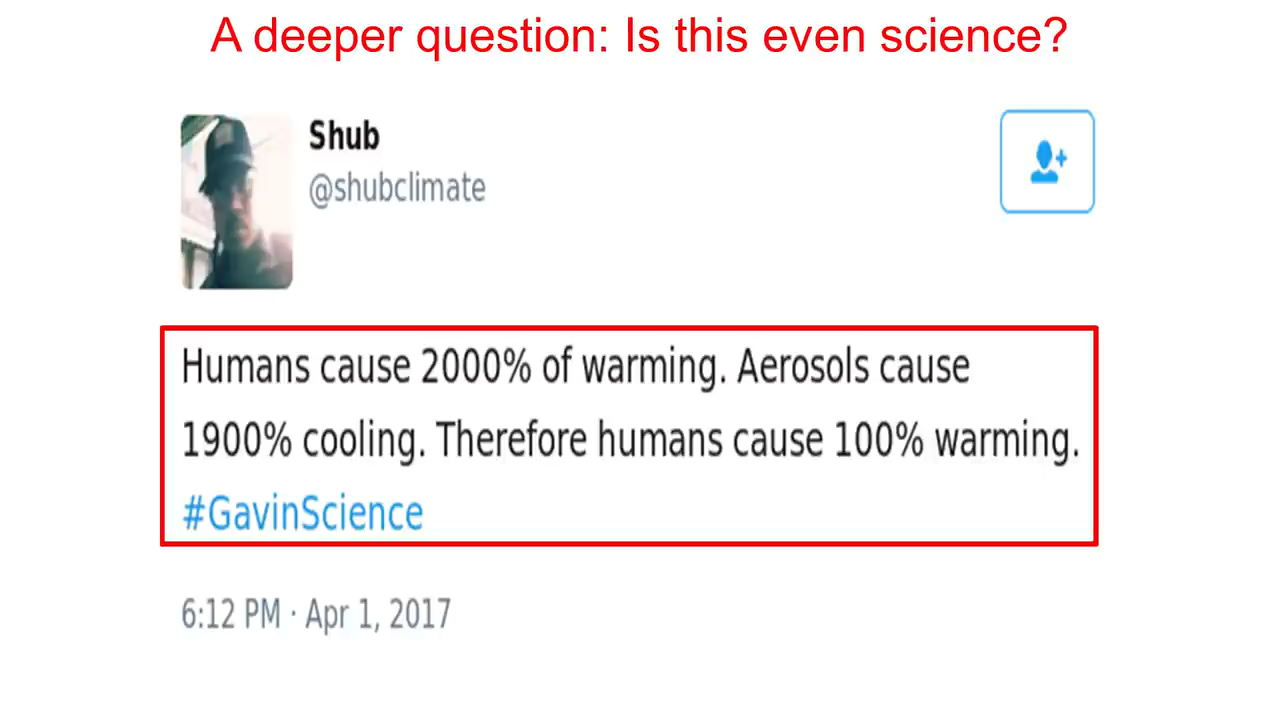 A deeper question: Is this even science?
Shub
@shubclimate
Humans cause 2000% of warming. Aerosols cause
1900% cooling. Therefore humans cause 100% warming.
#GavinScience
6:12 PM · Apr 1, 2017